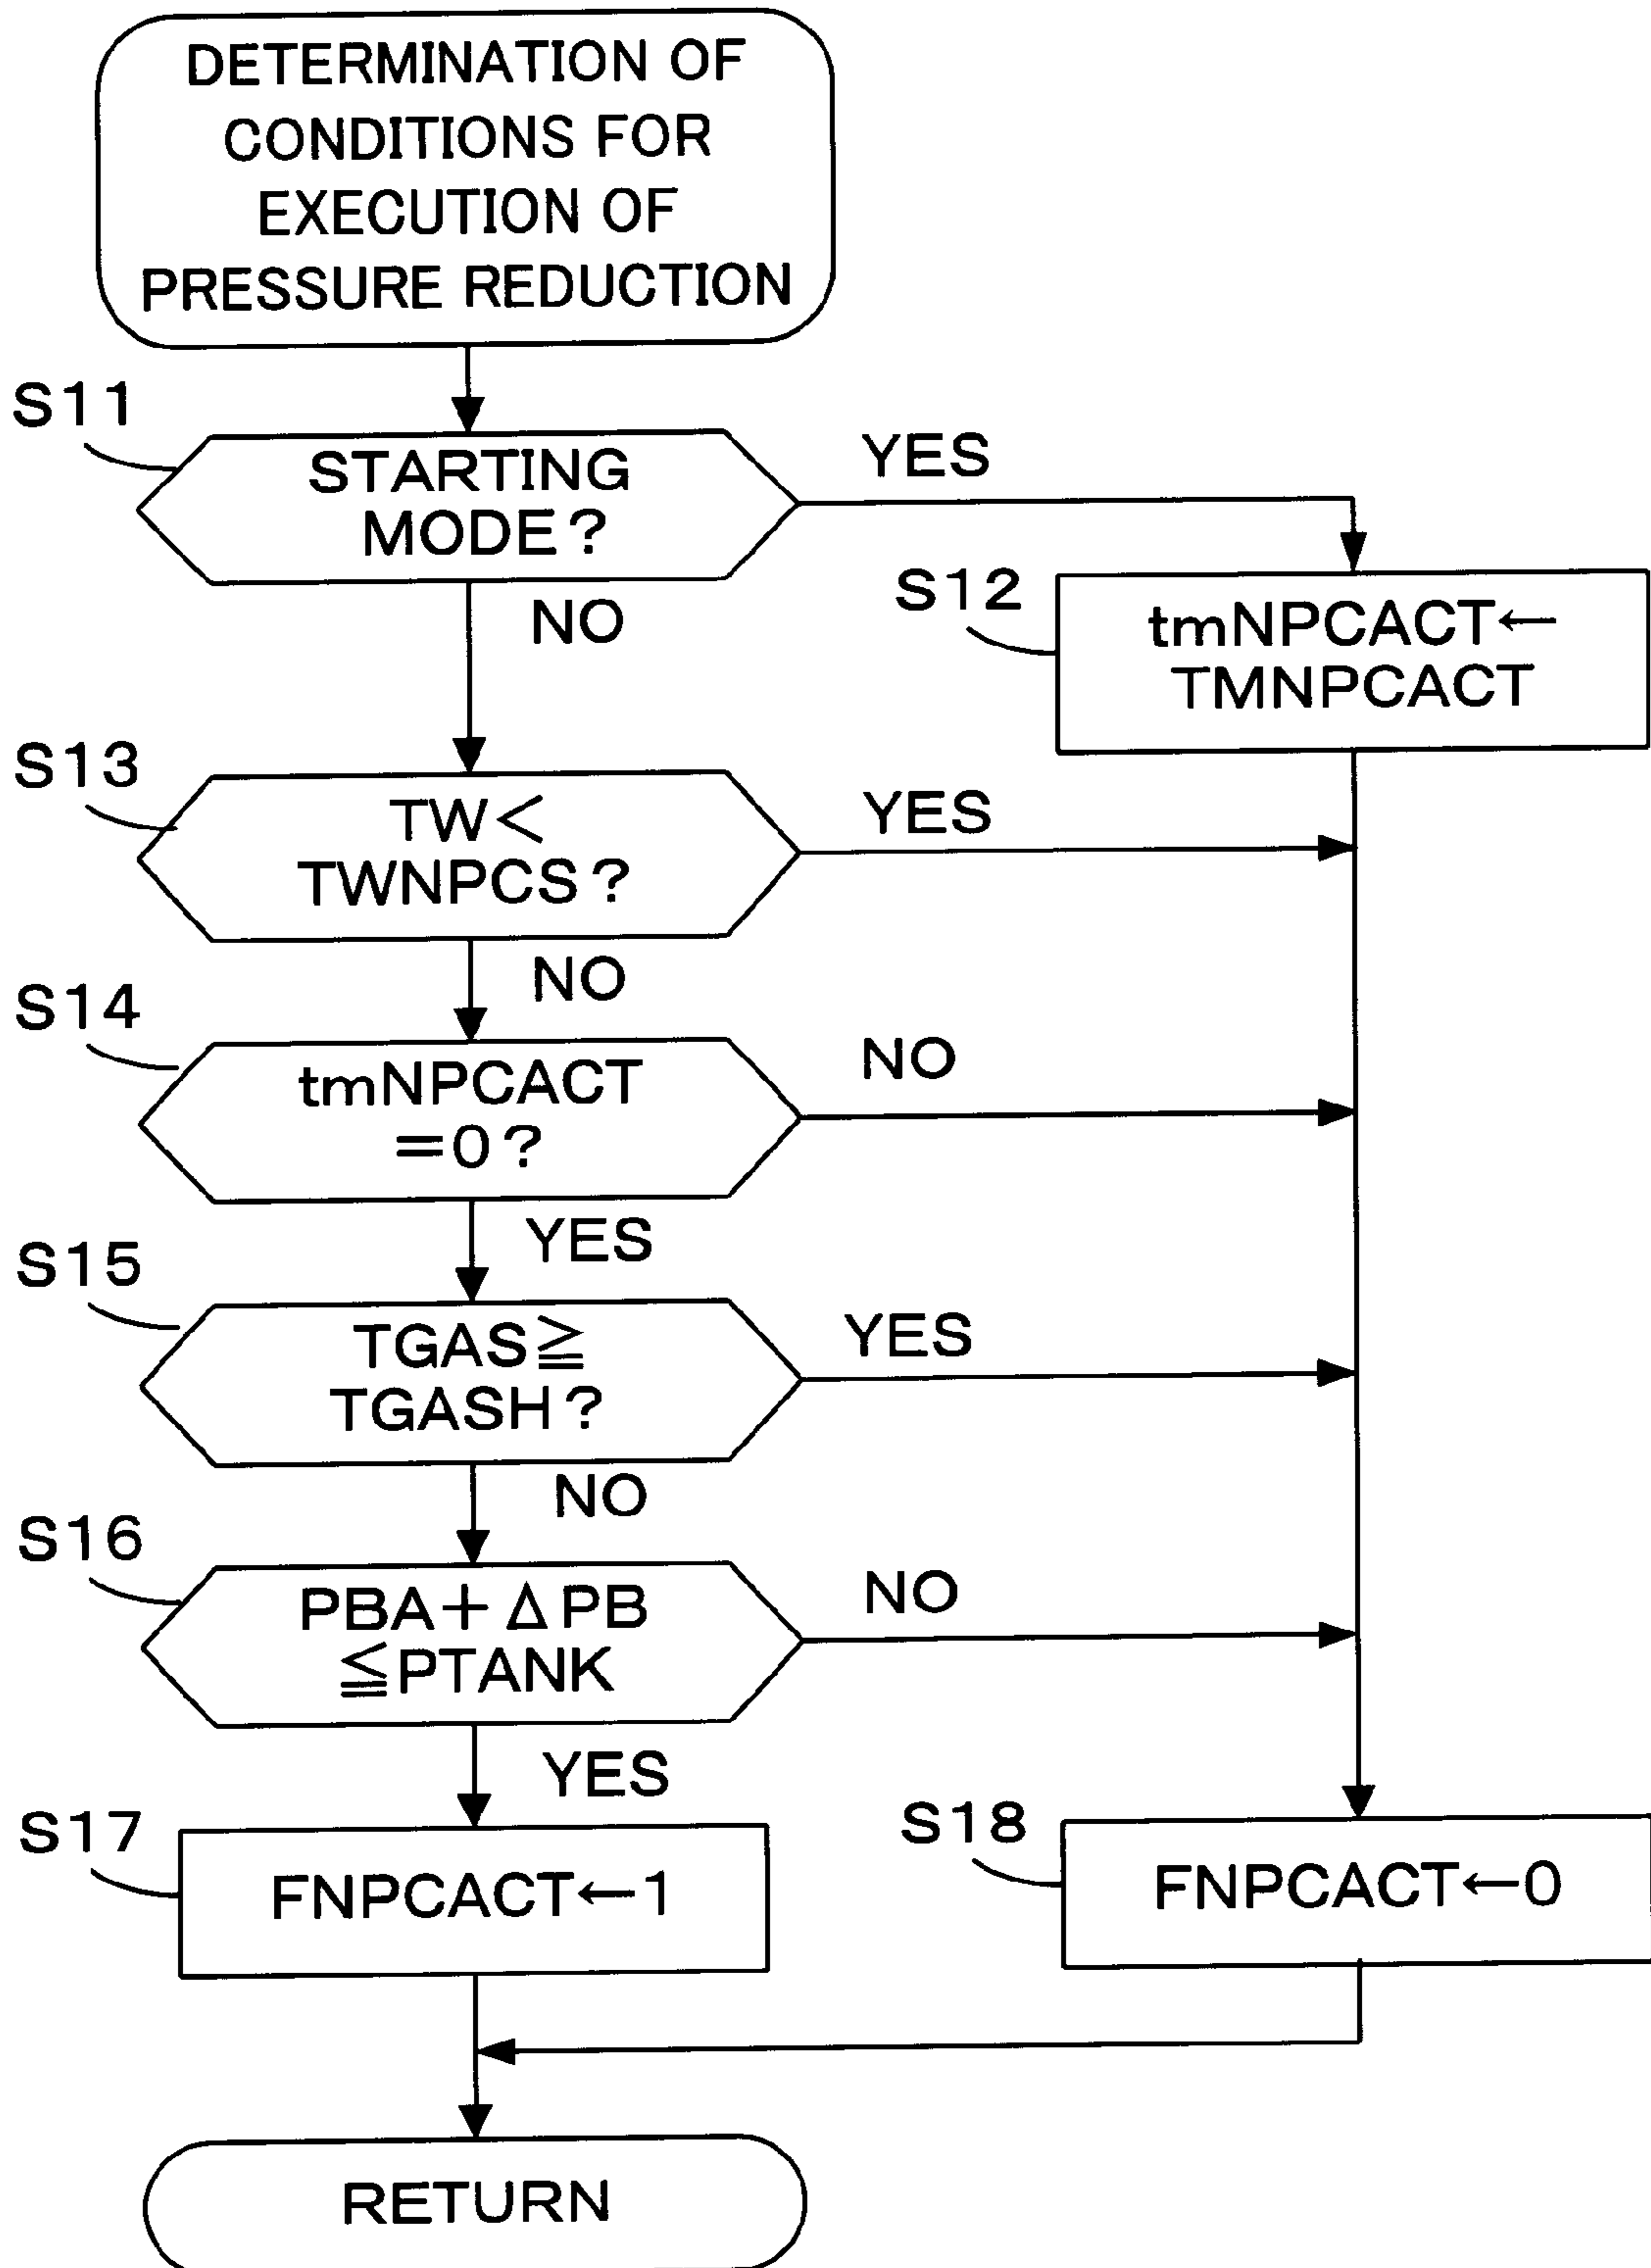 DETERMINATION OF
CONDITIONS FOR
EXECUTION OF
PRESSURE REDUCTION
S11
STARTING
MODE?
YES
NO
S12
tmNPCACT←
TMNPCACT
S13
TW<
TWNPCS?
YES
NO
S14
tmNPCACT
=0?
NO
YES
S15
TGAS≧
TGASH?
YES
NO
S16
PBA+ΔPB
≦PTANK
NO
YES
S17
FNPCACT←1
S18
FNPCACT←0
RETURN